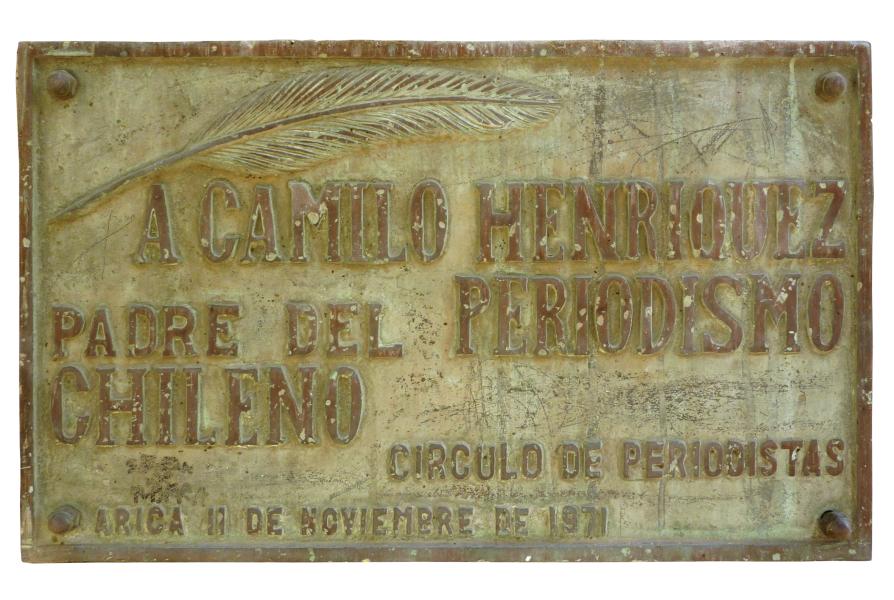 A CAMILO HENRIQUEZ
PADRE DEL PERIODISMO
CHILENO
CIRCULO DE PERIODISTAS
ARICA 11 DE NOVIEMBRE DE 1971